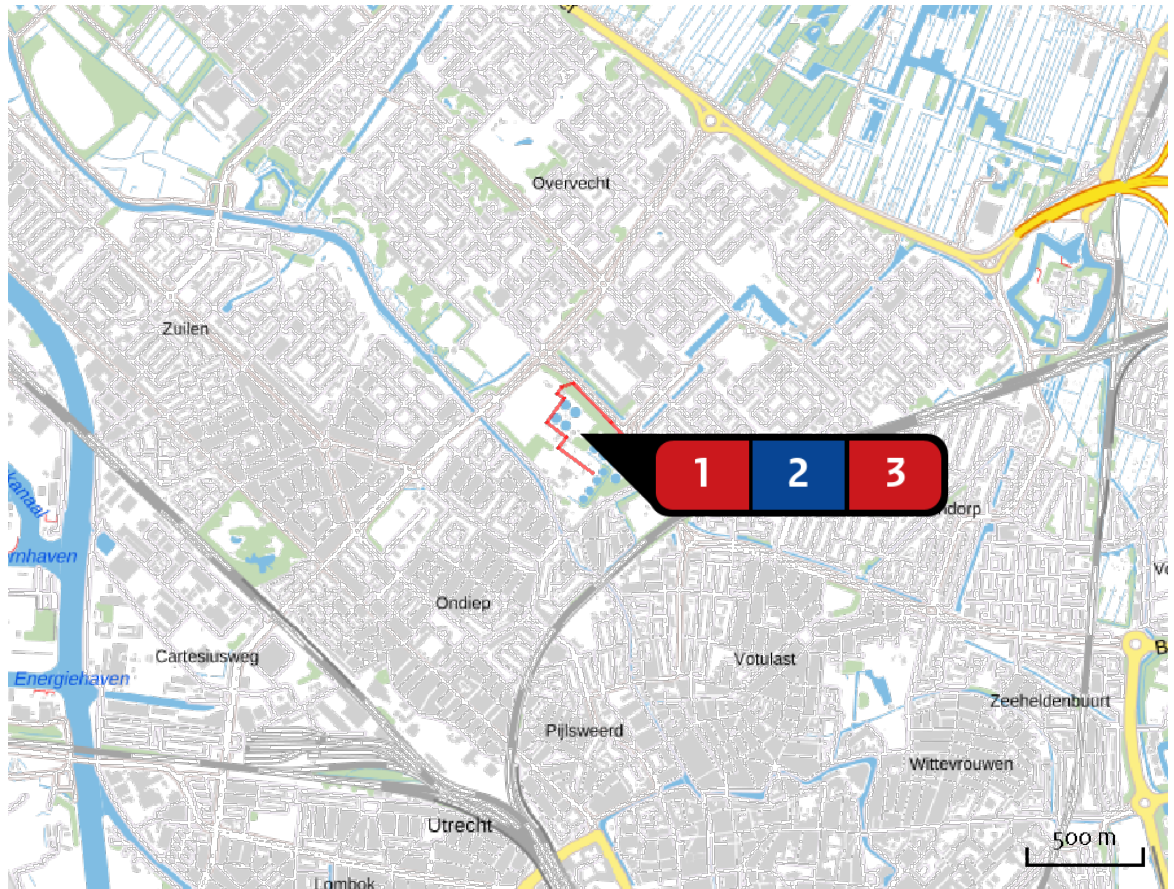 Overvecht
Zuilen
1 2 3
ndorp
kanaal
mhaven
Ondiep
Cartesiusweg
Votulast
Energiehaven
Zeeheldenbuurt
Pijlsweerd
Wittevrouwen
Utrecht
500 m
Lombok